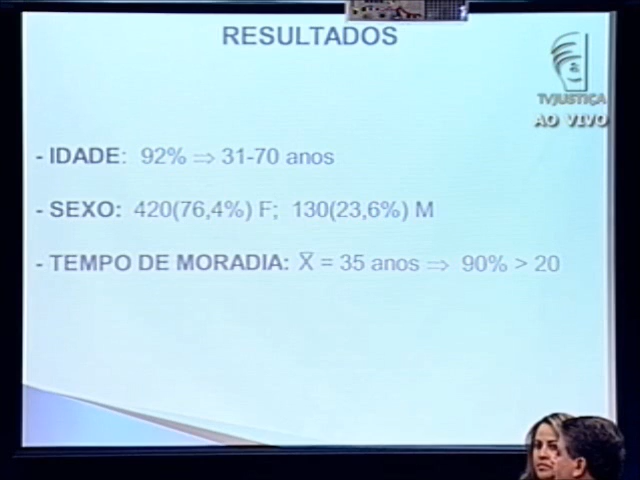 RESULTADOS
TVJUSTIÇA
AO VIVO
- IDADE: 92% ⇒ 31-70 anos
- SEXO: 420(76,4%) F; 130(23,6%) M
- TEMPO DE MORADIA: X̅ = 35 anos ⇒ 90% > 20